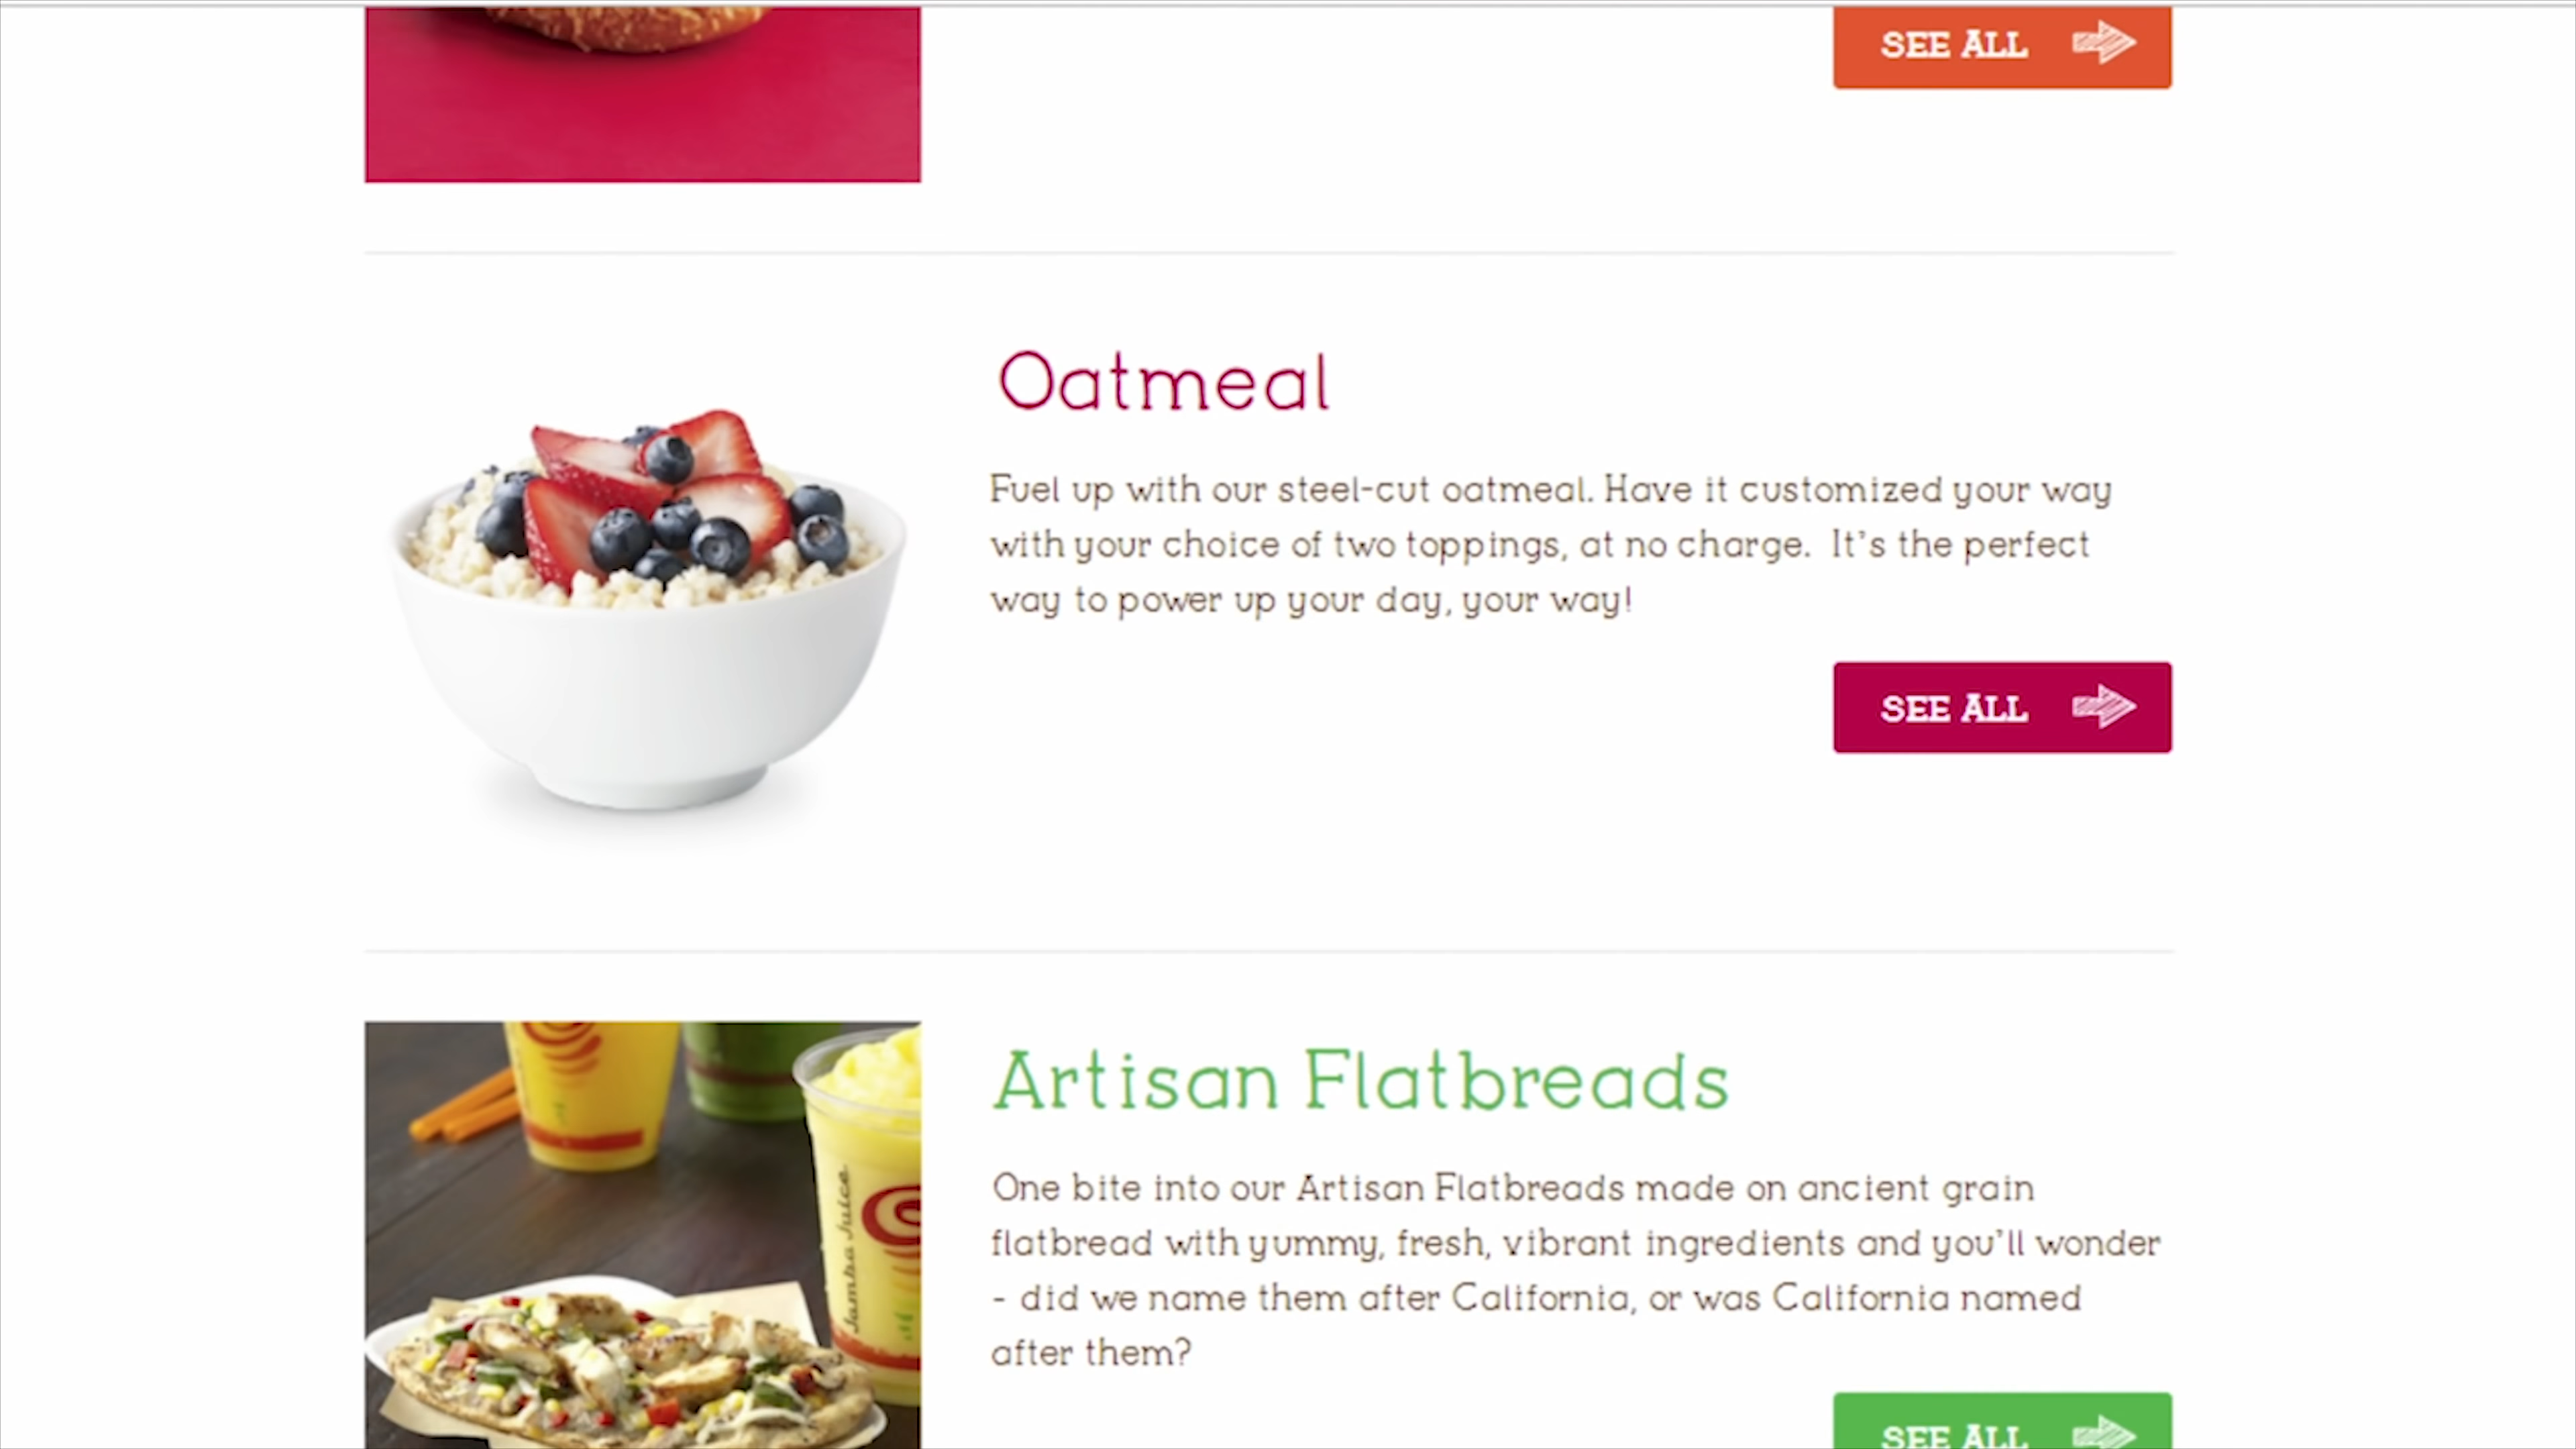 SEE ALL
Oatmeal
Fuel up with our steel-cut oatmeal. Have it customized your way
with your choice of two toppings, at no charge. It's the perfect
way to power up your day, your way!
SEE ALL
Artisan Flatbreads
One bite into our Artisan Flatbreads made on ancient grain
flatbread with yummy, fresh, vibrant ingredients and you'll wonder
- did we name them after California, or was California named
after them?
Jamba Juice
SEE ALL